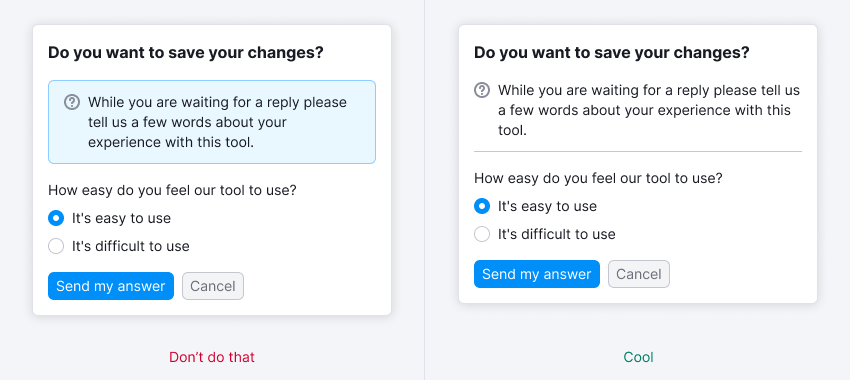 Do you want to save your changes?
While you are waiting for a reply please
tell us a few words about your
experience with this tool.
How easy do you feel our tool to use?
It's easy to use
It's difficult to use
Send my answer
Cancel
Don’t do that
Do you want to save your changes?
While you are waiting for a reply please tell us
a few words about your experience with this
tool.
How easy do you feel our tool to use?
It's easy to use
It's difficult to use
Send my answer
Cancel
Cool